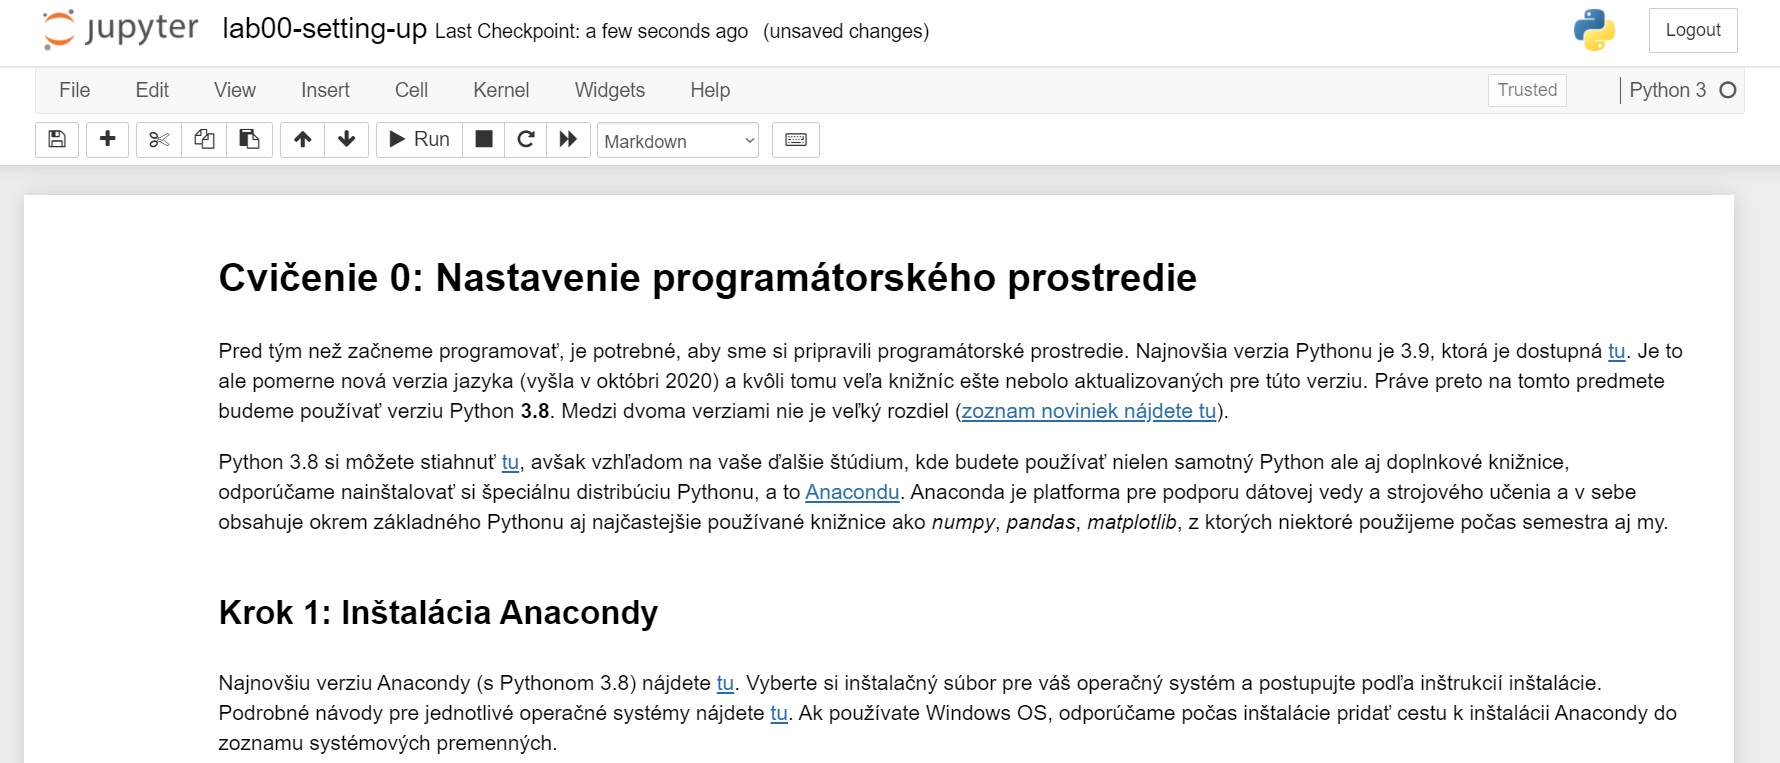 jupyter lab00-setting-up Last Checkpoint: a few seconds ago (unsaved changes) Logout
File Edit View Insert Cell Kernel Widgets Help Trusted Python 3
Run Markdown
Cvičenie 0: Nastavenie programátorského prostredie
Pred tým než začneme programovať, je potrebné, aby sme si pripravili programátorské prostredie. Najnovšia verzia Pythonu je 3.9, ktorá je dostupná tu. Je to
ale pomerne nová verzia jazyka (vyšla v októbri 2020) a kvôli tomu veľa knižníc ešte nebolo aktualizovaných pre túto verziu. Práve preto na tomto predmete
budeme používať verziu Python 3.8. Medzi dvoma verziami nie je veľký rozdiel (zoznam noviniek nájdete tu).
Python 3.8 si môžete stiahnuť tu, avšak vzhľadom na vaše ďalšie štúdium, kde budete používať nielen samotný Python ale aj doplnkové knižnice,
odporúčame nainštalovať si špeciálnu distribúciu Pythonu, a to Anacondu. Anaconda je platforma pre podporu dátovej vedy a strojového učenia a v sebe
obsahuje okrem základného Pythonu aj najčastejšie používané knižnice ako numpy, pandas, matplotlib, z ktorých niektoré použijeme počas semestra aj my.
Krok 1: Inštalácia Anacondy
Najnovšiu verziu Anacondy (s Pythonom 3.8) nájdete tu. Vyberte si inštalačný súbor pre váš operačný systém a postupujte podľa inštrukcií inštalácie.
Podrobné návody pre jednotlivé operačné systémy nájdete tu. Ak používate Windows OS, odporúčame počas inštalácie pridať cestu k inštalácii Anacondy do
zoznamu systémových premenných.